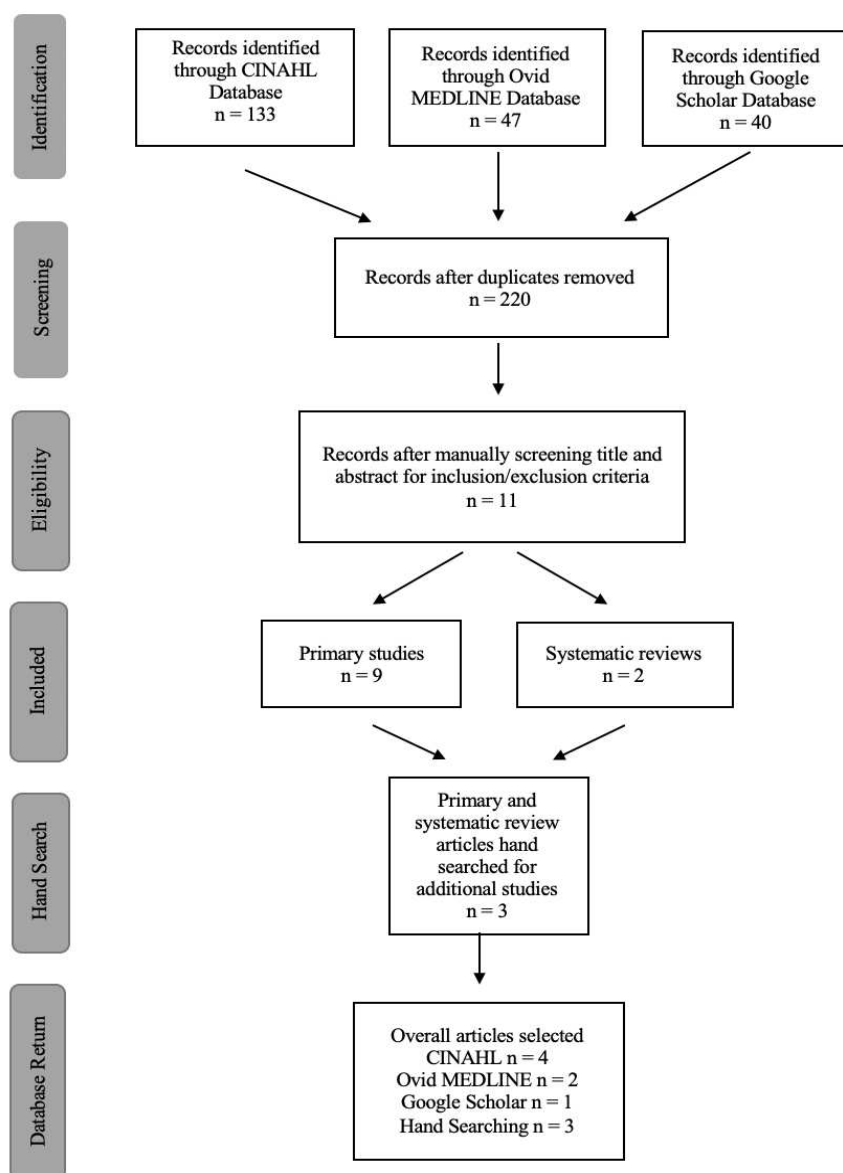 Identification
Records identified
through CINAHL
Database
n = 133
Records identified
through Ovid
MEDLINE Database
n = 47
Records identified
through Google
Scholar Database
n = 40
Screening
Records after duplicates removed
n = 220
Eligibility
Records after manually screening title and
abstract for inclusion/exclusion criteria
n = 11
Included
Primary studies
n = 9
Systematic reviews
n = 2
Hand Search
Primary and
systematic review
articles hand
searched for
additional studies
n = 3
Database Return
Overall articles selected
CINAHL n = 4
Ovid MEDLINE n = 2
Google Scholar n = 1
Hand Searching n = 3